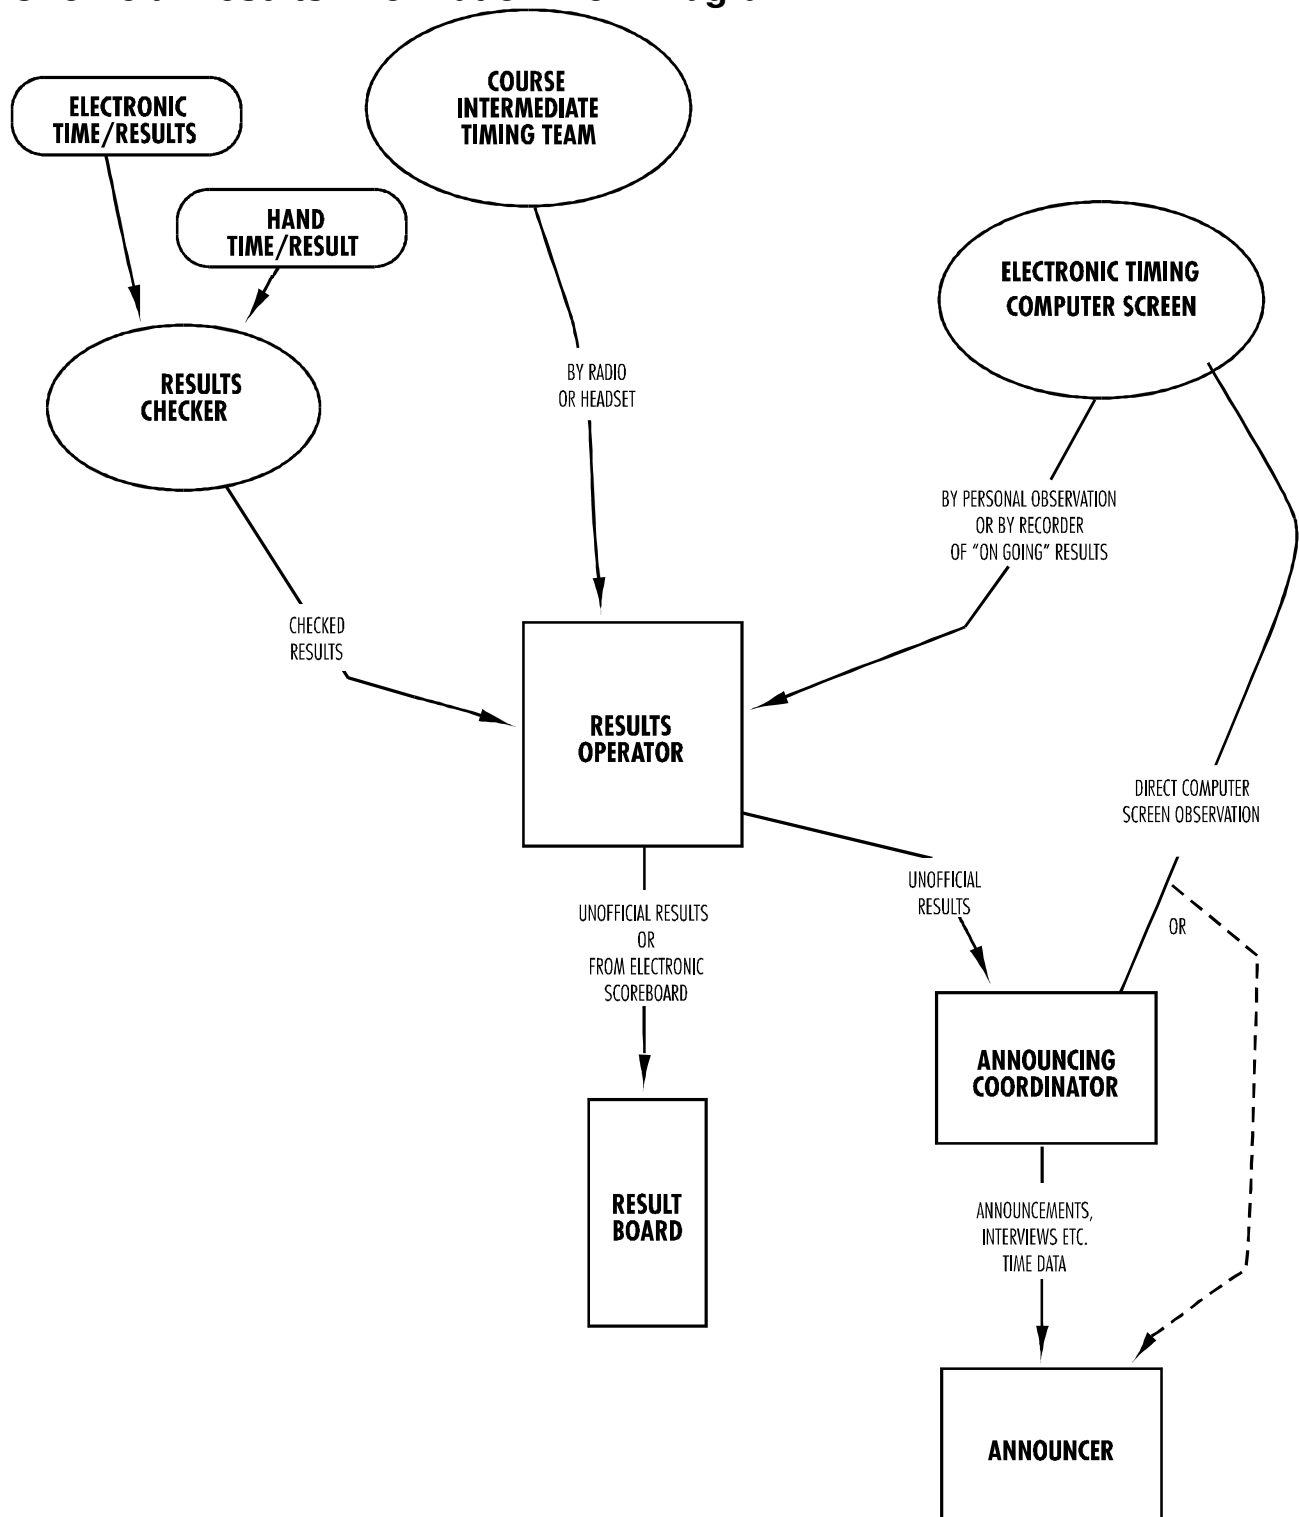 ELECTRONIC
TIME/RESULTS
HAND
TIME/RESULT
COURSE
INTERMEDIATE
TIMING TEAM
ELECTRONIC TIMING
COMPUTER SCREEN
RESULTS
CHECKER
BY RADIO
OR HEADSET
BY PERSONAL OBSERVATION
OR BY RECORDER
OF "ON GOING" RESULTS
CHECKED
RESULTS
RESULTS
OPERATOR
DIRECT COMPUTER
SCREEN OBSERVATION
UNOFFICIAL RESULTS
OR
FROM ELECTRONIC
SCOREBOARD
UNOFFICIAL
RESULTS
OR
ANNOUNCING
COORDINATOR
RESULT
BOARD
ANNOUNCEMENTS,
INTERVIEWS ETC.
TIME DATA
ANNOUNCER